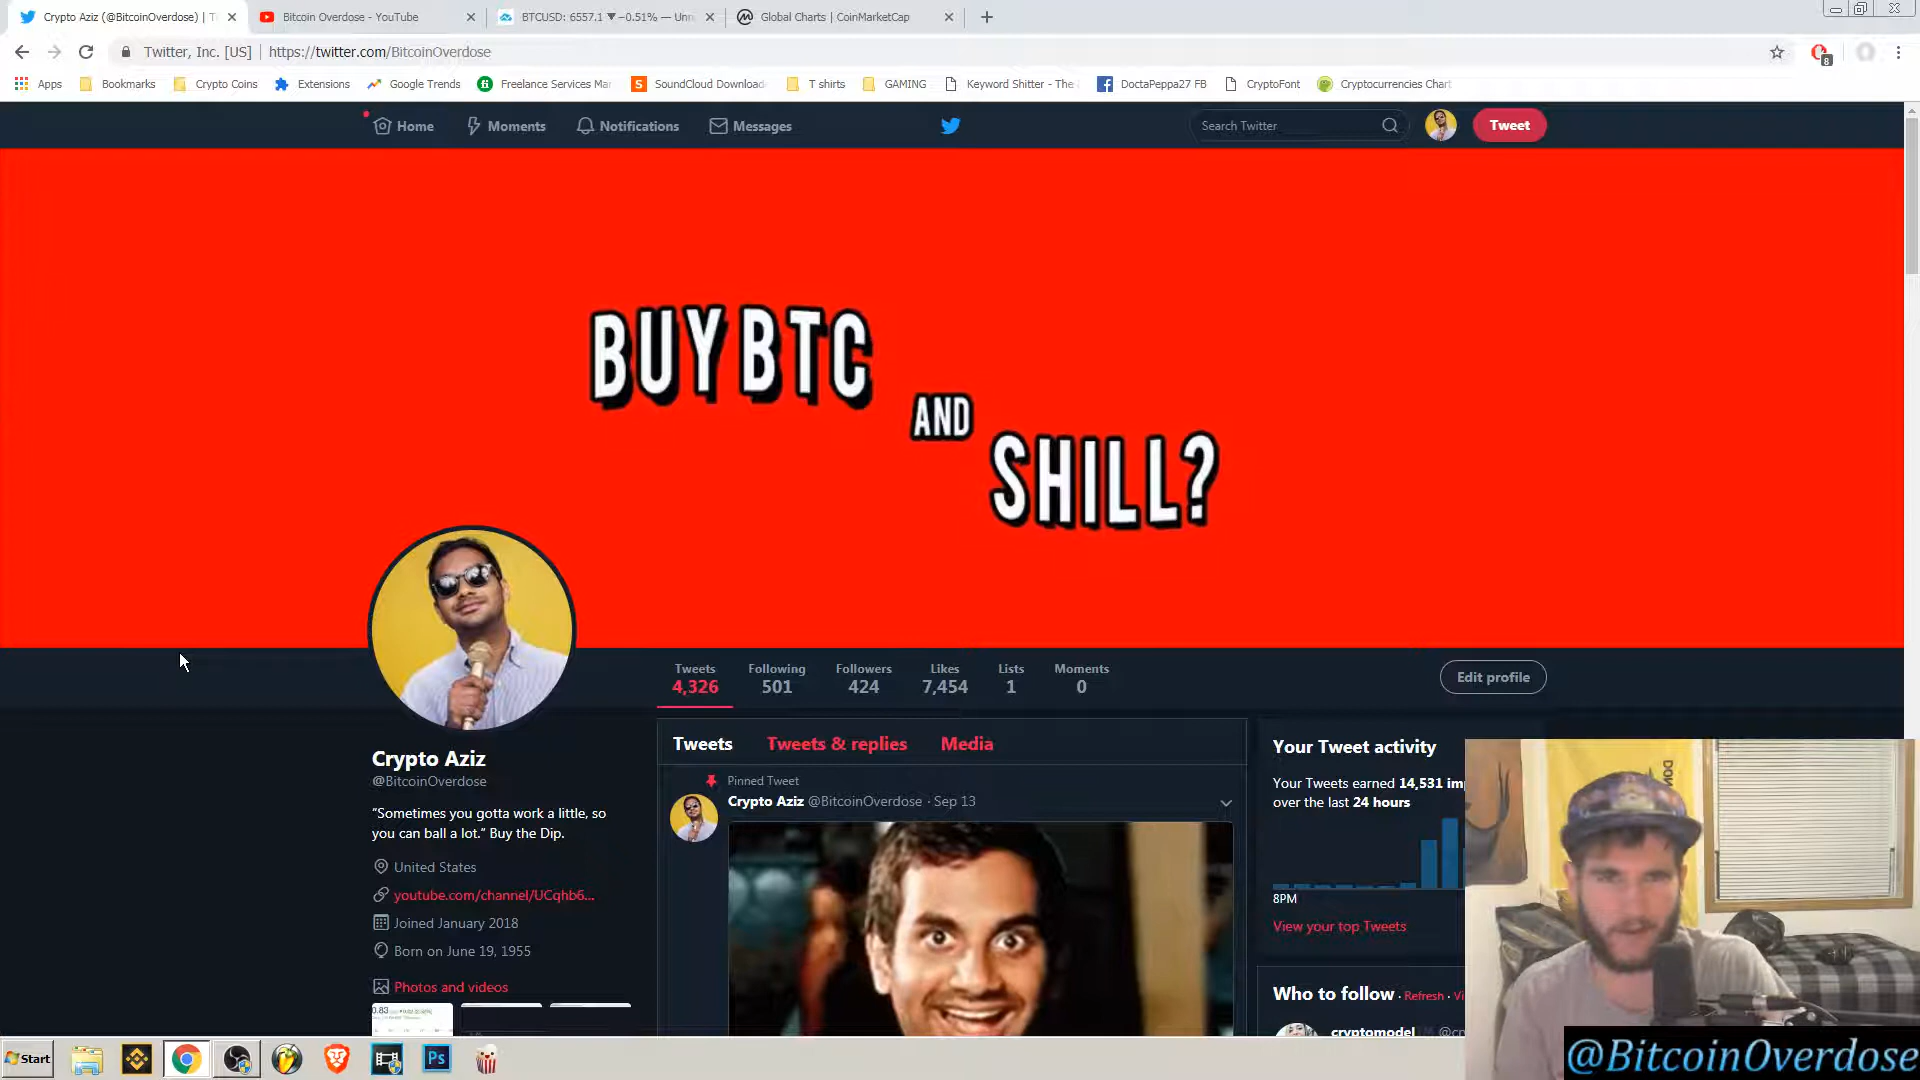 Crypto Aziz (@BitcoinOverdose) | T
Bitcoin Overdose - YouTube
BTCUSD: 6557.1 ▼−0.51% — Unn
Global Charts | CoinMarketCap
Twitter, Inc. [US] | https://twitter.com/BitcoinOverdose
8
Apps Bookmarks Crypto Coins Extensions Google Trends Freelance Services Mar SoundCloud Download T shirts GAMING Keyword Shitter - The DoctaPeppa27 FB CryptoFont Cryptocurrencies Chart
Home Moments Notifications Messages Search Twitter Tweet
BUY BTC
AND
SHILL?
Tweets Following Followers Likes Lists Moments
4,326 501 424 7,454 1 0
Edit profile
Crypto Aziz
@BitcoinOverdose
"Sometimes you gotta work a little, so
you can ball a lot." Buy the Dip.
United States
youtube.com/channel/UCqhb6...
Joined January 2018
Born on June 19, 1955
Photos and videos
Tweets Tweets & replies Media
Pinned Tweet
Crypto Aziz @BitcoinOverdose · Sep 13
Your Tweet activity
Your Tweets earned 14,531 imp
over the last 24 hours
8PM
View your top Tweets
Who to follow · Refresh · Vi
cryptomodel
Start
Ps
@BitcoinOverdose